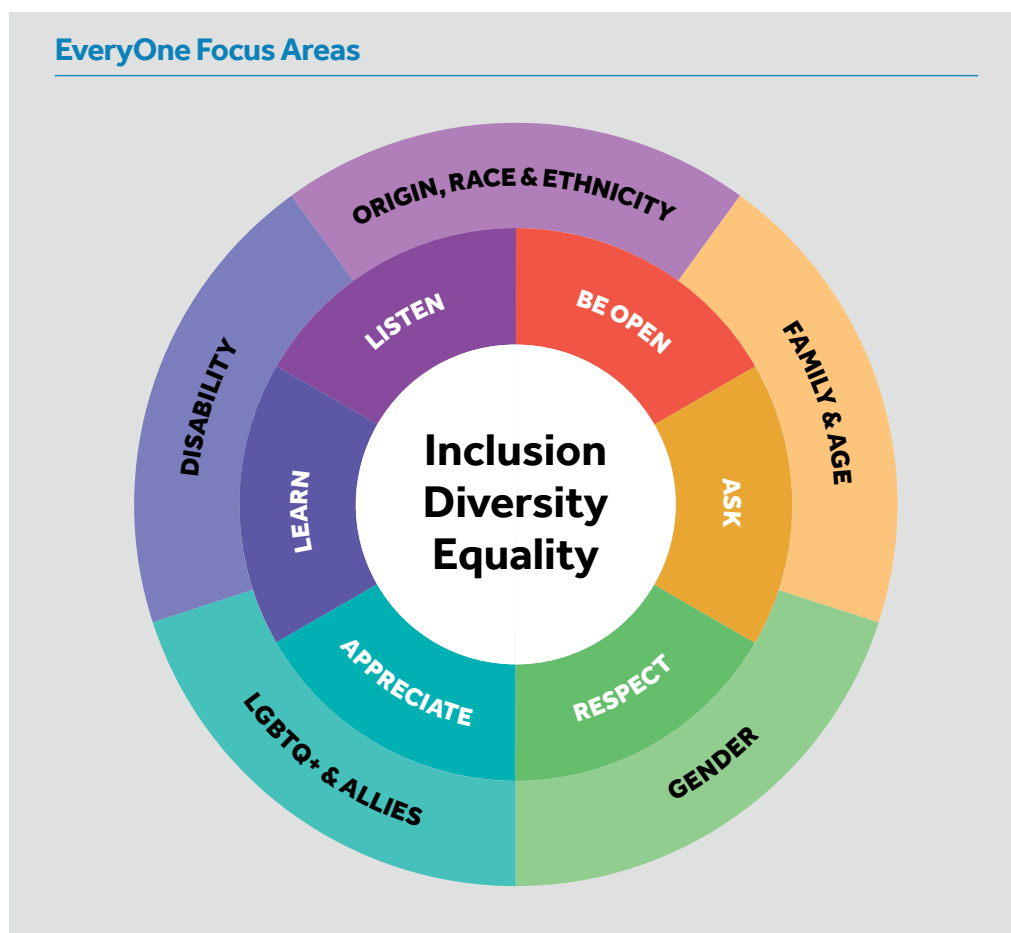 EveryOne Focus Areas
ORIGIN, RACE & ETHNICITY
FAMILY & AGE
GENDER
LGBTQ+ & ALLIES
DISABILITY
BE OPEN
ASK
RESPECT
APPRECIATE
LEARN
LISTEN
Inclusion
Diversity
Equality